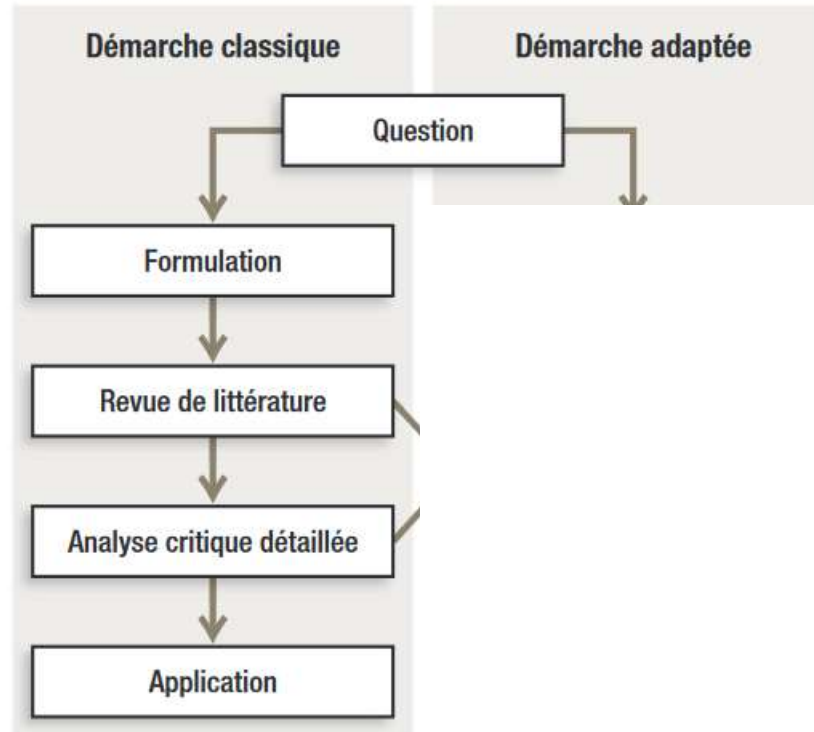 Démarche classique
Démarche adaptée
Question
Formulation
Revue de littérature
Analyse critique détaillée
Application